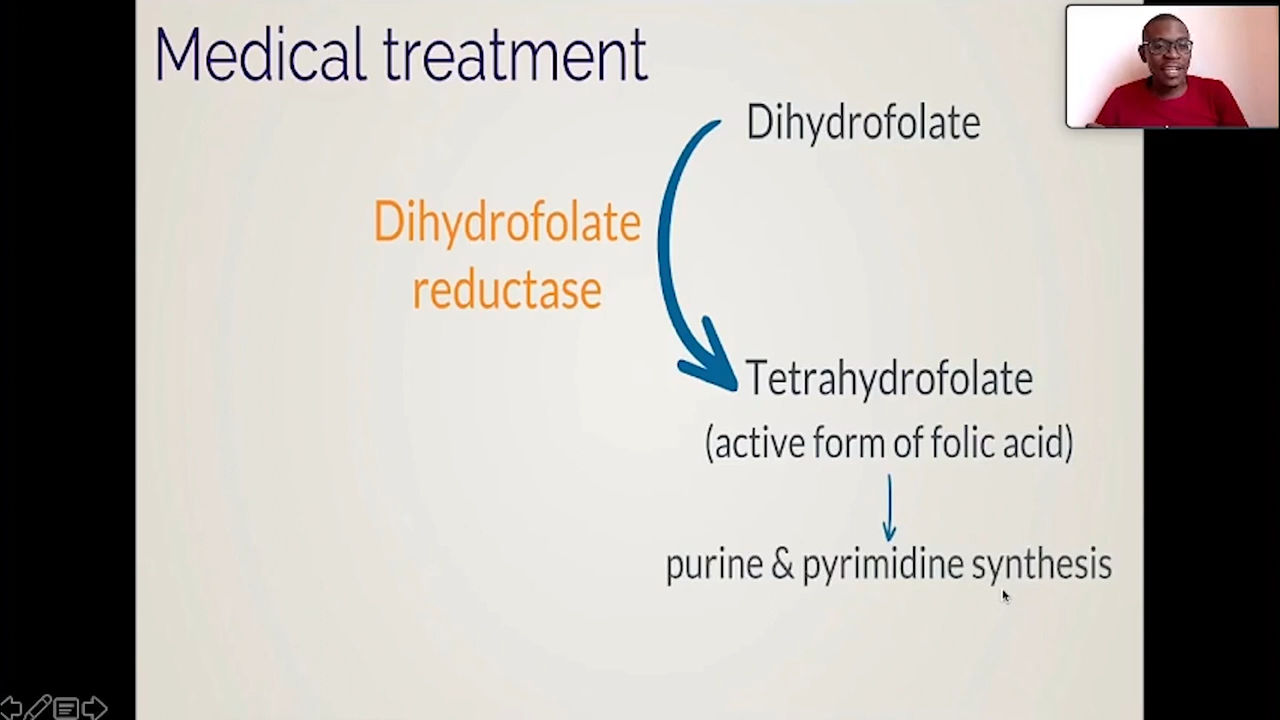 Medical treatment
Dihydrofolate
Dihydrofolate
reductase
Tetrahydrofolate
(active form of folic acid)
purine & pyrimidine synthesis